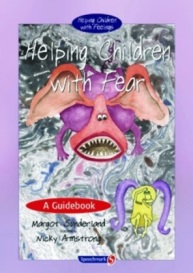 Helping Children
with Feelings
Helping Children
with Fear
A Guidebook
Margot Sunderland
Nicky Armstrong
Speechmark